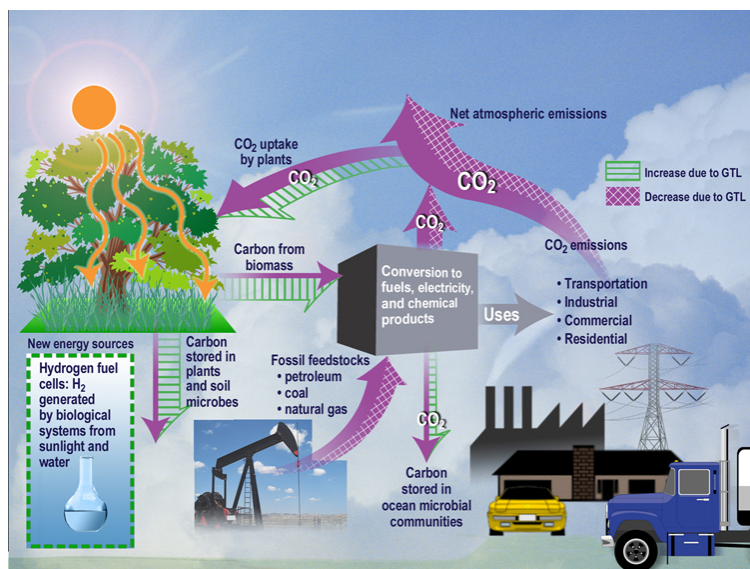 Net atmospheric emissions
CO₂ uptake
by plants
CO₂
CO₂
Increase due to GTL
Decrease due to GTL
CO₂
CO₂ emissions
Carbon from
biomass
Conversion to
fuels, electricity,
and chemical
products
Uses
• Transportation
• Industrial
• Commercial
• Residential
New energy sources
Hydrogen fuel
cells: H₂
generated
by biological
systems from
sunlight and
water
Carbon
stored in
plants
and soil
microbes
Fossil feedstocks
• petroleum
• coal
• natural gas
CO₂
Carbon
stored in
ocean microbial
communities